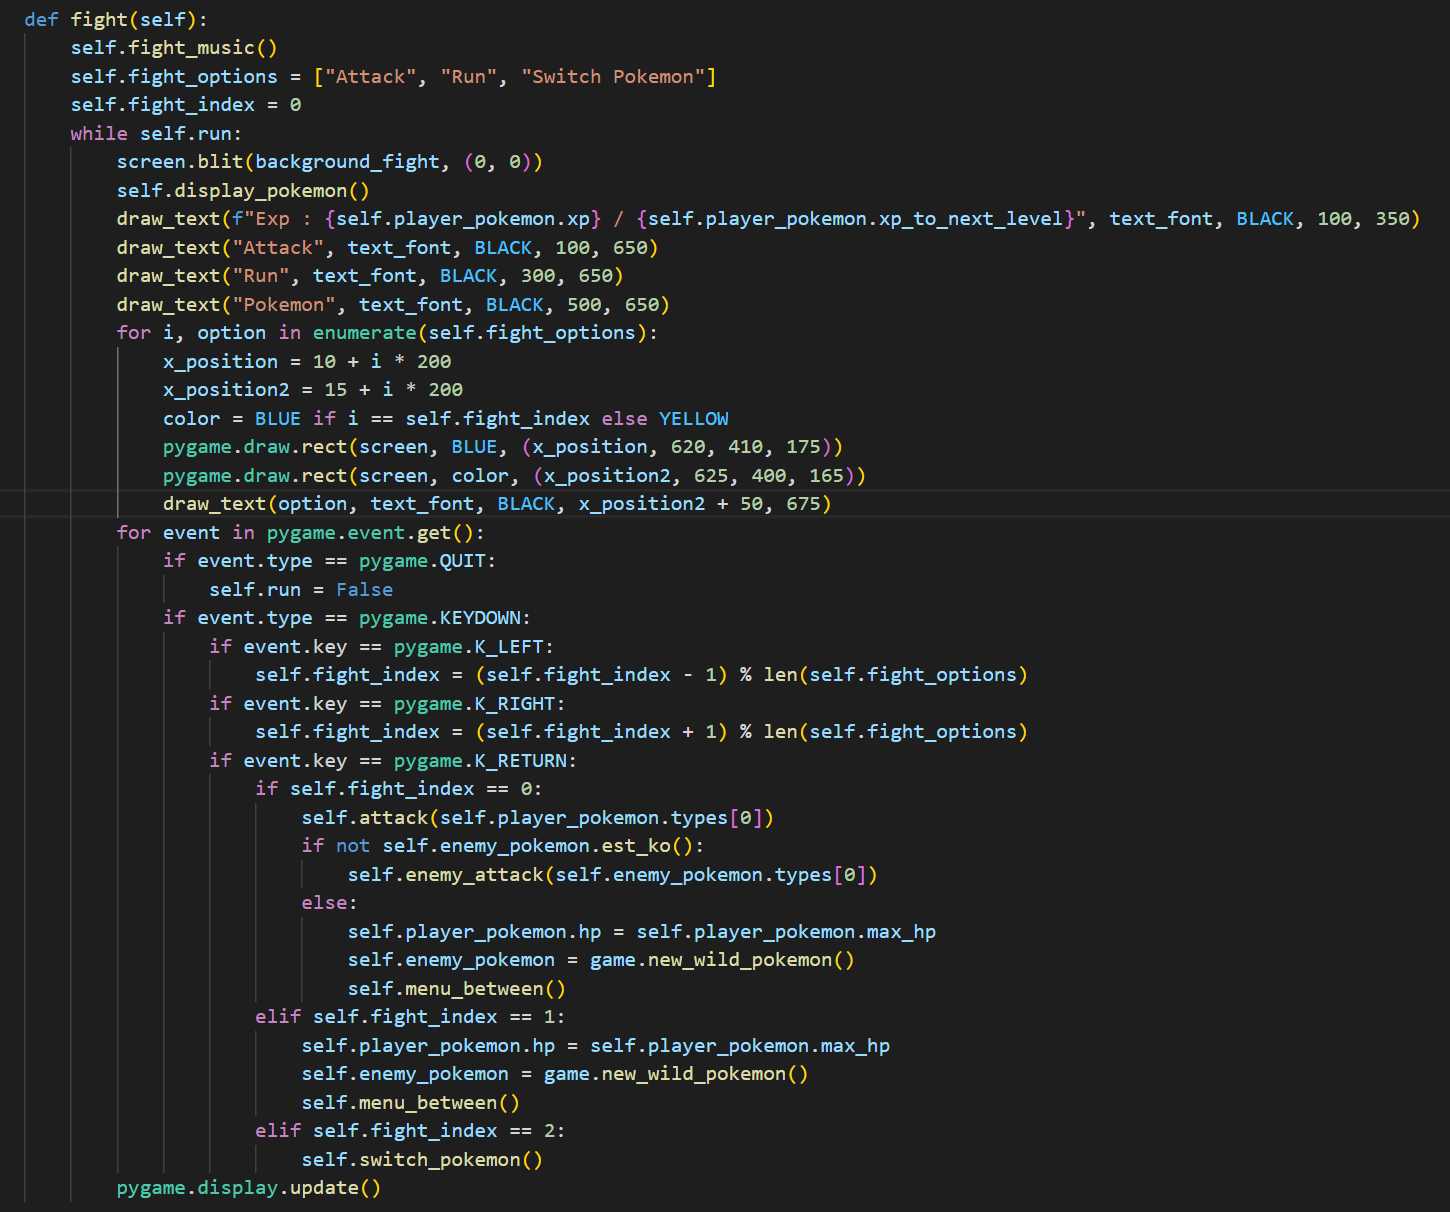 def fight(self):
    self.fight_music()
    self.fight_options = ["Attack", "Run", "Switch Pokemon"]
    self.fight_index = 0
    while self.run:
        screen.blit(background_fight, (0, 0))
        self.display_pokemon()
        draw_text(f"Exp : {self.player_pokemon.xp} / {self.player_pokemon.xp_to_next_level}", text_font, BLACK, 100, 350)
        draw_text("Attack", text_font, BLACK, 100, 650)
        draw_text("Run", text_font, BLACK, 300, 650)
        draw_text("Pokemon", text_font, BLACK, 500, 650)
        for i, option in enumerate(self.fight_options):
            x_position = 10 + i * 200
            x_position2 = 15 + i * 200
            color = BLUE if i == self.fight_index else YELLOW
            pygame.draw.rect(screen, BLUE, (x_position, 620, 410, 175))
            pygame.draw.rect(screen, color, (x_position2, 625, 400, 165))
            draw_text(option, text_font, BLACK, x_position2 + 50, 675)
        for event in pygame.event.get():
            if event.type == pygame.QUIT:
                self.run = False
            if event.type == pygame.KEYDOWN:
                if event.key == pygame.K_LEFT:
                    self.fight_index = (self.fight_index - 1) % len(self.fight_options)
                if event.key == pygame.K_RIGHT:
                    self.fight_index = (self.fight_index + 1) % len(self.fight_options)
                if event.key == pygame.K_RETURN:
                    if self.fight_index == 0:
                        self.attack(self.player_pokemon.types[0])
                        if not self.enemy_pokemon.est_ko():
                            self.enemy_attack(self.enemy_pokemon.types[0])
                        else:
                            self.player_pokemon.hp = self.player_pokemon.max_hp
                            self.enemy_pokemon = game.new_wild_pokemon()
                            self.menu_between()
                    elif self.fight_index == 1:
                        self.player_pokemon.hp = self.player_pokemon.max_hp
                        self.enemy_pokemon = game.new_wild_pokemon()
                        self.menu_between()
                    elif self.fight_index == 2:
                        self.switch_pokemon()
        pygame.display.update()